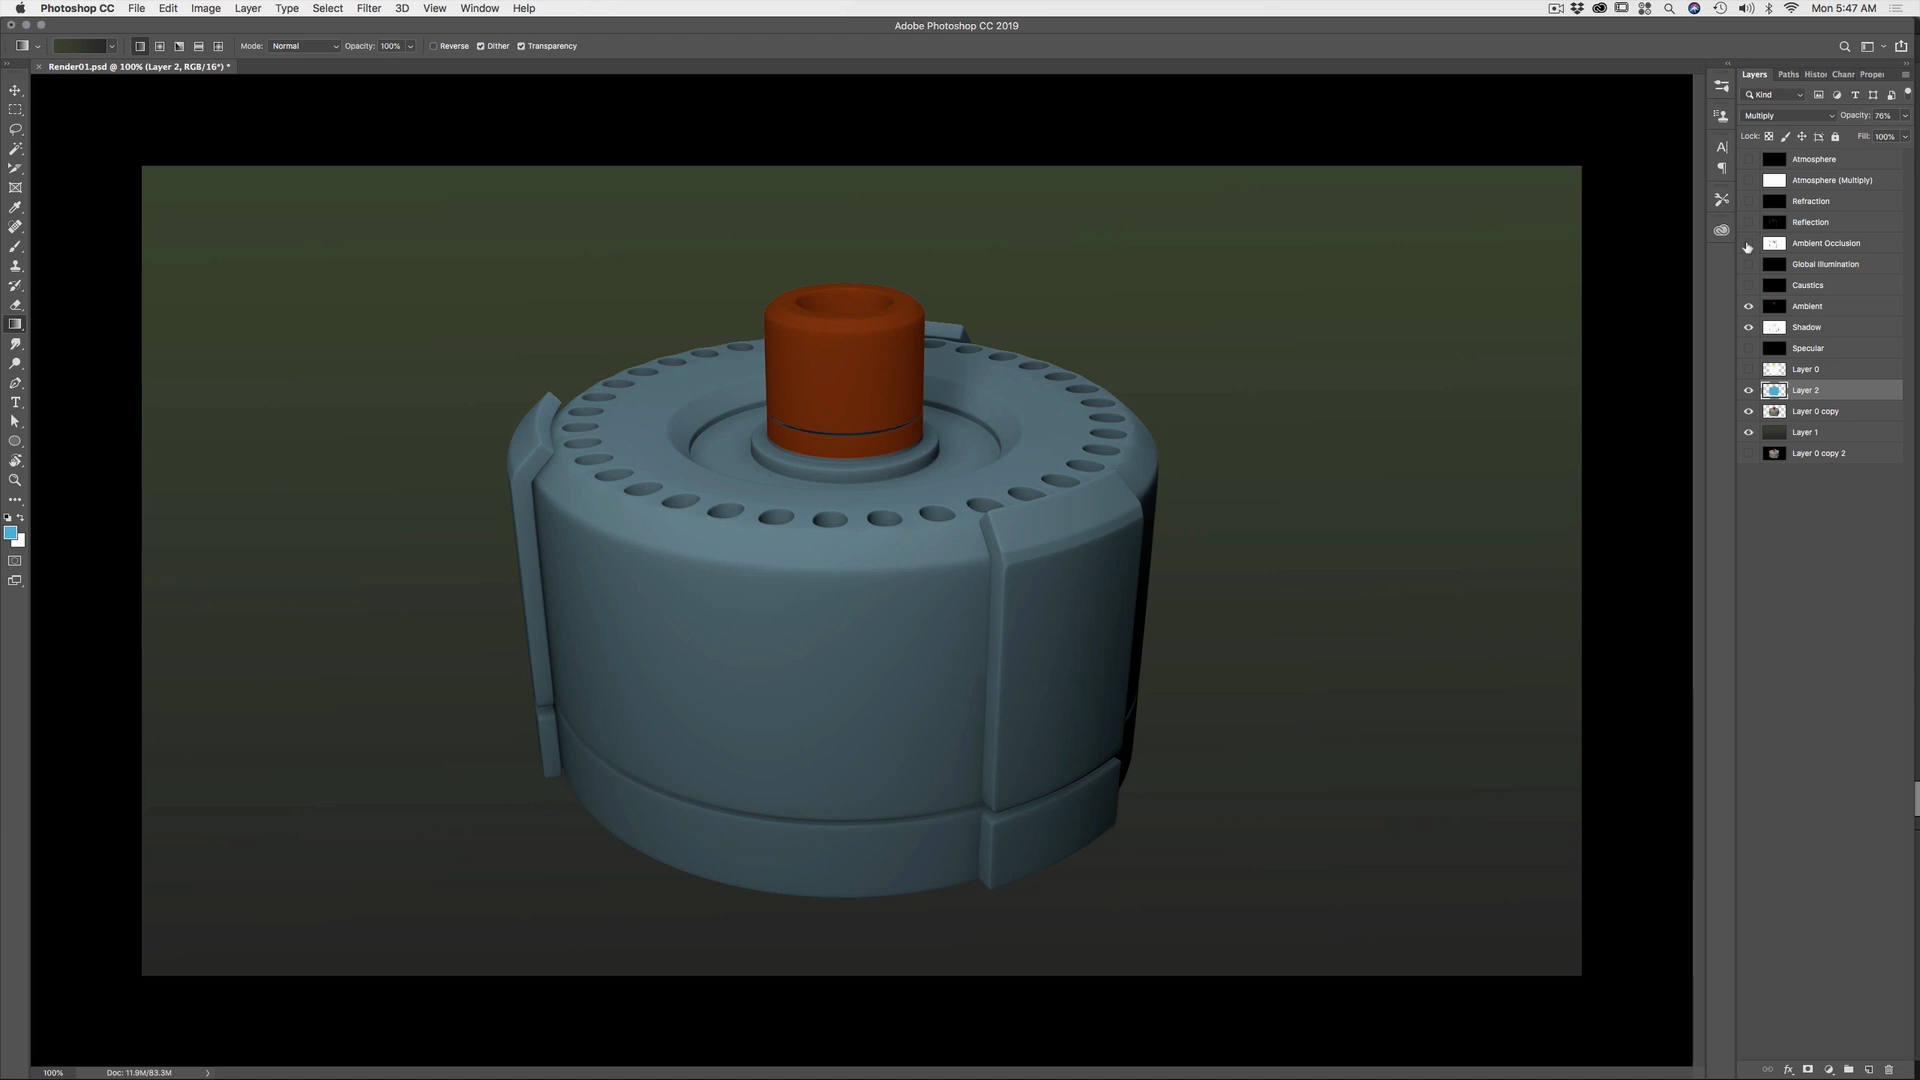 Photoshop CC File Edit Image Layer Type Select Filter 3D View Window Help Mon 5:47 AM
Adobe Photoshop CC 2019
Mode: Normal Opacity: 100% Reverse Dither Transparency
Render01.psd @ 100% (Layer 2, RGB/16*) *
Layers Paths Histor Chanr Proper
Kind
Multiply Opacity: 76%
Lock: Fill: 100%
Atmosphere
Atmosphere (Multiply)
Refraction
Reflection
Ambient Occlusion
Global Illumination
Caustics
Ambient
Shadow
Specular
Layer 0
Layer 2
Layer 0 copy
Layer 1
Layer 0 copy 2
100% Doc: 11.9M/83.3M